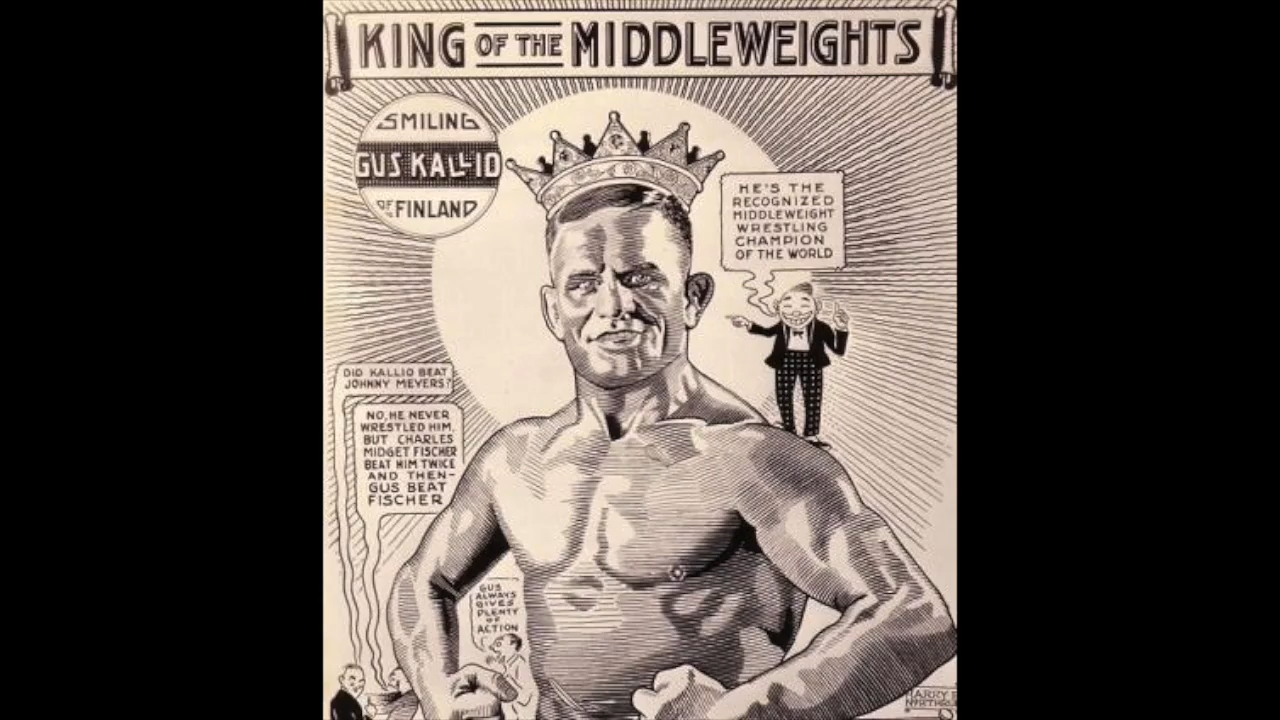 KING OF THE MIDDLEWEIGHTS
SMILING
GUS KALLIO
OF FINLAND
HE'S THE
RECOGNIZED
MIDDLEWEIGHT
WRESTLING
CHAMPION
OF THE WORLD
DID KALLIO BEAT
JOHNNY MEYERS?
NO, HE NEVER
WRESTLED HIM,
BUT CHARLES
MIDGET FISCHER
BEAT HIM TWICE
AND THEN-
GUS BEAT
FISCHER
GUS
ALWAYS
GIVES
PLENTY
OF
ACTION
HARRY